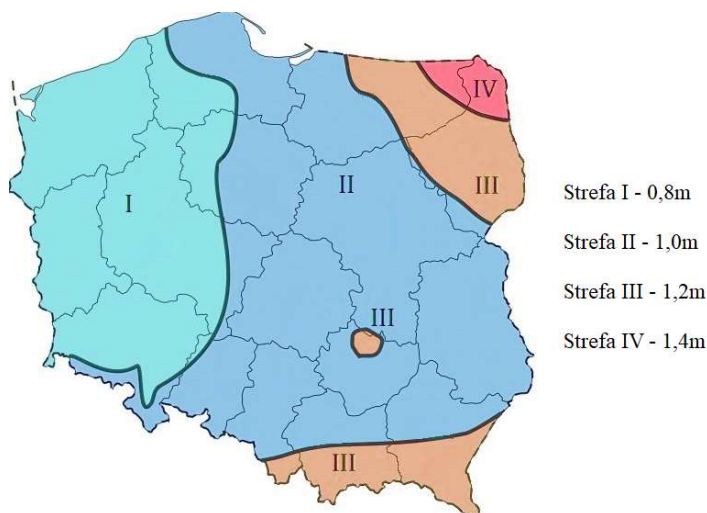 IV
III
I
II
III
III
Strefa I - 0,8m
Strefa II - 1,0m
Strefa III - 1,2m
Strefa IV - 1,4m